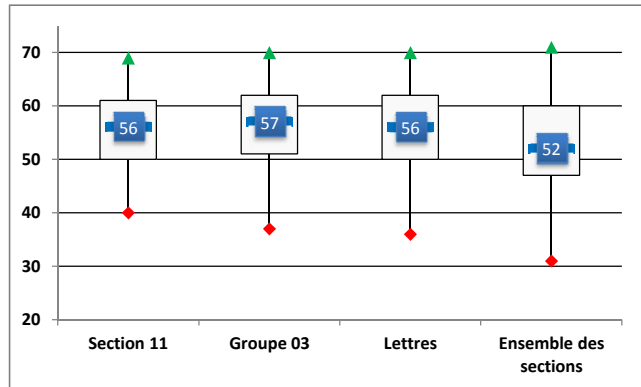 70
60
50
40
30
20
56
57
56
52
Section 11
Groupe 03
Lettres
Ensemble des
sections